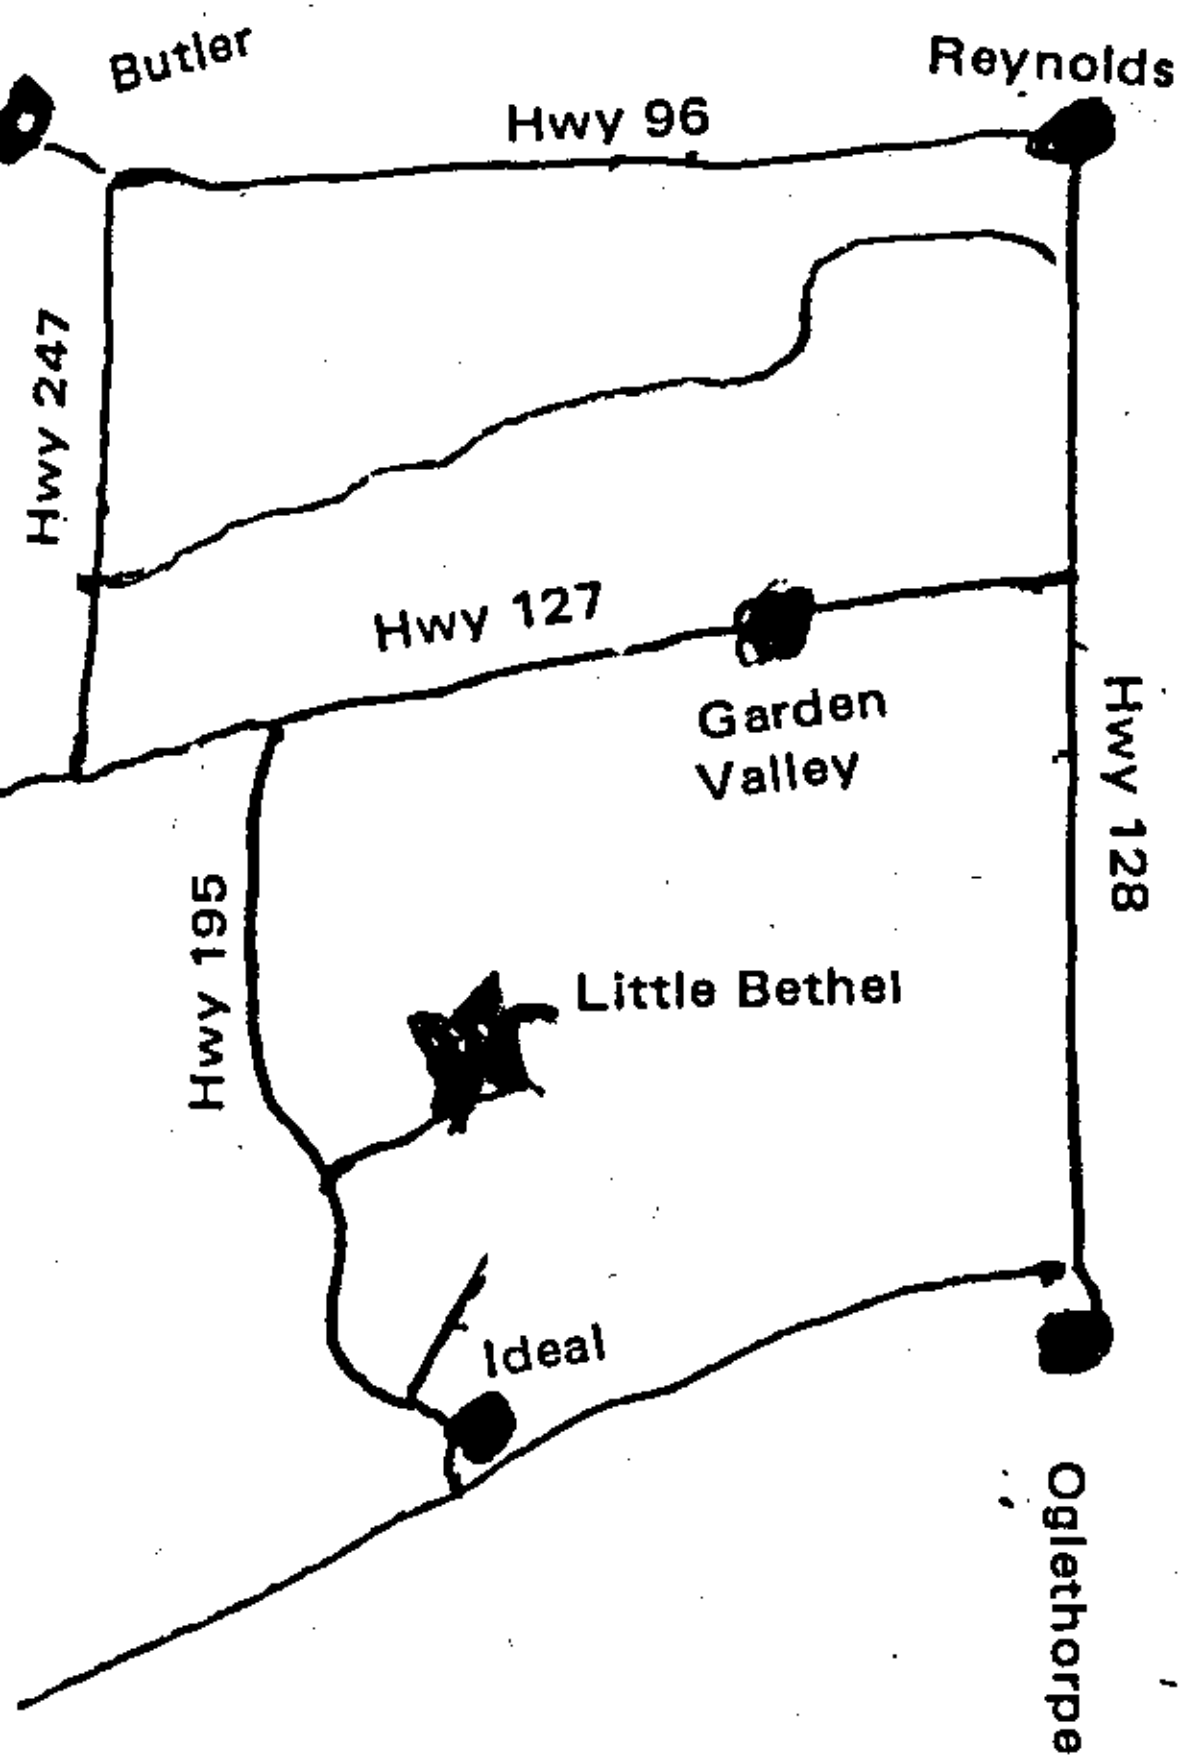 Butler
Reynolds
Hwy 96
Hwy 247
Hwy 127
Garden
Valley
Hwy 128
Hwy 195
Little Bethel
Ideal
Oglethorpe